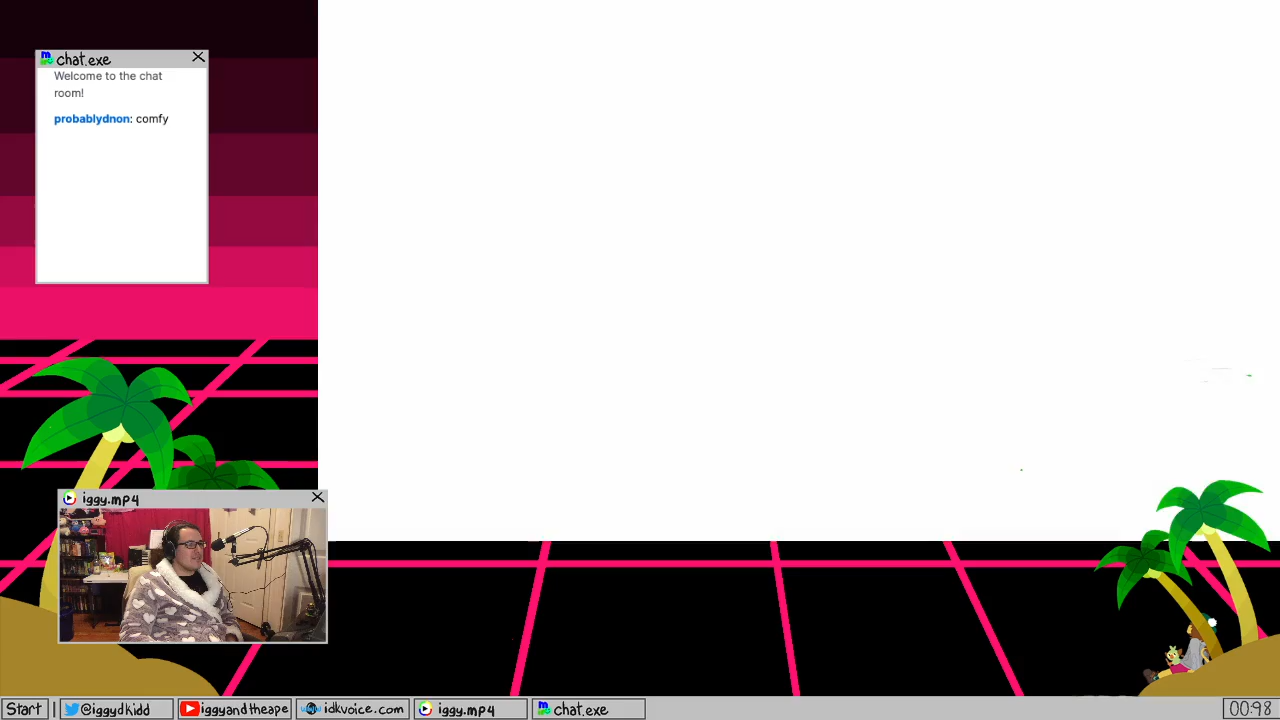 chat.exe
Welcome to the chat
room!
probablydnon: comfy
iggy.mp4
Start
@iggydkidd
iggyandtheape
idkvoice.com
iggy.mp4
chat.exe
00:98